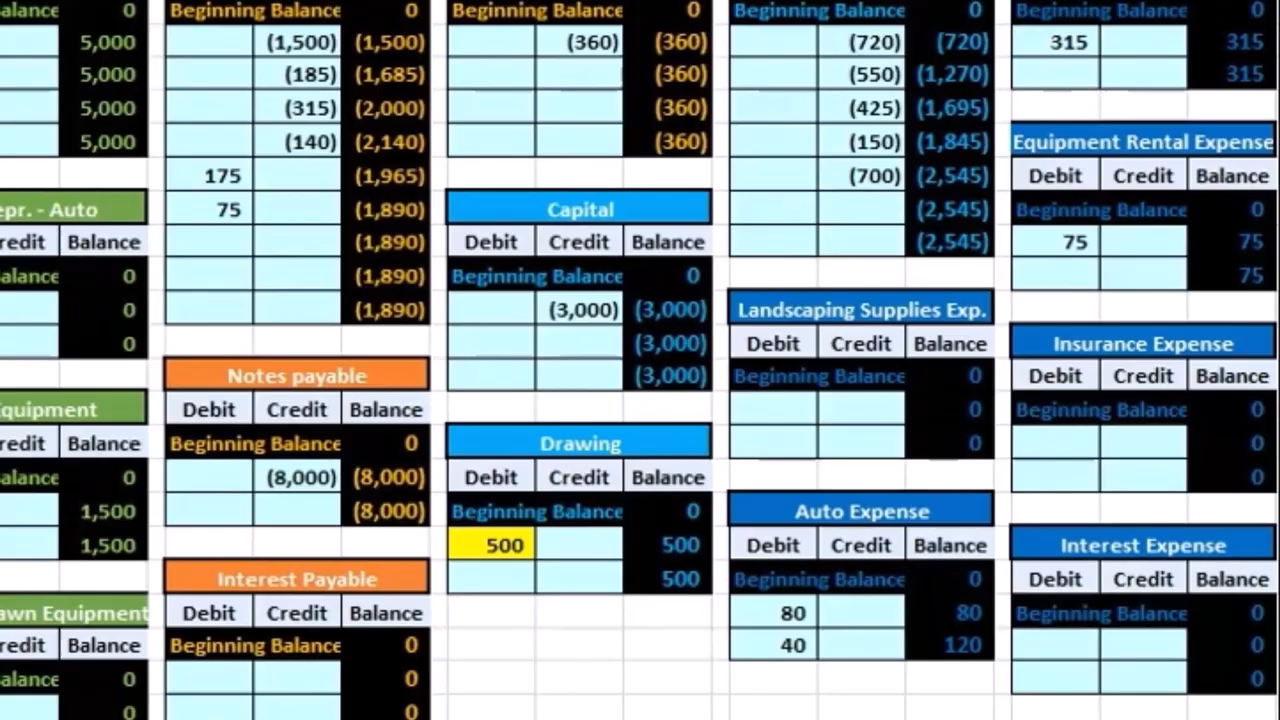 alance 0
5,000
5,000
5,000
5,000
epr. - Auto
redit Balance
alance 0
0
0
Equipment
redit Balance
alance 0
1,500
1,500
awn Equipment
redit Balance
alance 0
0
0
Beginning Balance 0
(1,500) (1,500)
(185) (1,685)
(315) (2,000)
(140) (2,140)
175 (1,965)
75 (1,890)
(1,890)
(1,890)
(1,890)
Notes payable
Debit Credit Balance
Beginning Balance 0
(8,000) (8,000)
(8,000)
Interest Payable
Debit Credit Balance
Beginning Balance 0
0
0
Beginning Balance 0
(360) (360)
(360)
(360)
(360)
Capital
Debit Credit Balance
Beginning Balance 0
(3,000) (3,000)
(3,000)
(3,000)
Drawing
Debit Credit Balance
Beginning Balance 0
500 500
500
Beginning Balance 0
(720) (720)
(550) (1,270)
(425) (1,695)
(150) (1,845)
(700) (2,545)
(2,545)
(2,545)
Landscaping Supplies Exp.
Debit Credit Balance
Beginning Balance 0
0
0
Auto Expense
Debit Credit Balance
Beginning Balance 0
80 80
40 120
Beginning Balance 0
315 315
315
Equipment Rental Expense
Debit Credit Balance
Beginning Balance 0
75 75
75
Insurance Expense
Debit Credit Balance
Beginning Balance 0
0
0
Interest Expense
Debit Credit Balance
Beginning Balance 0
0
0